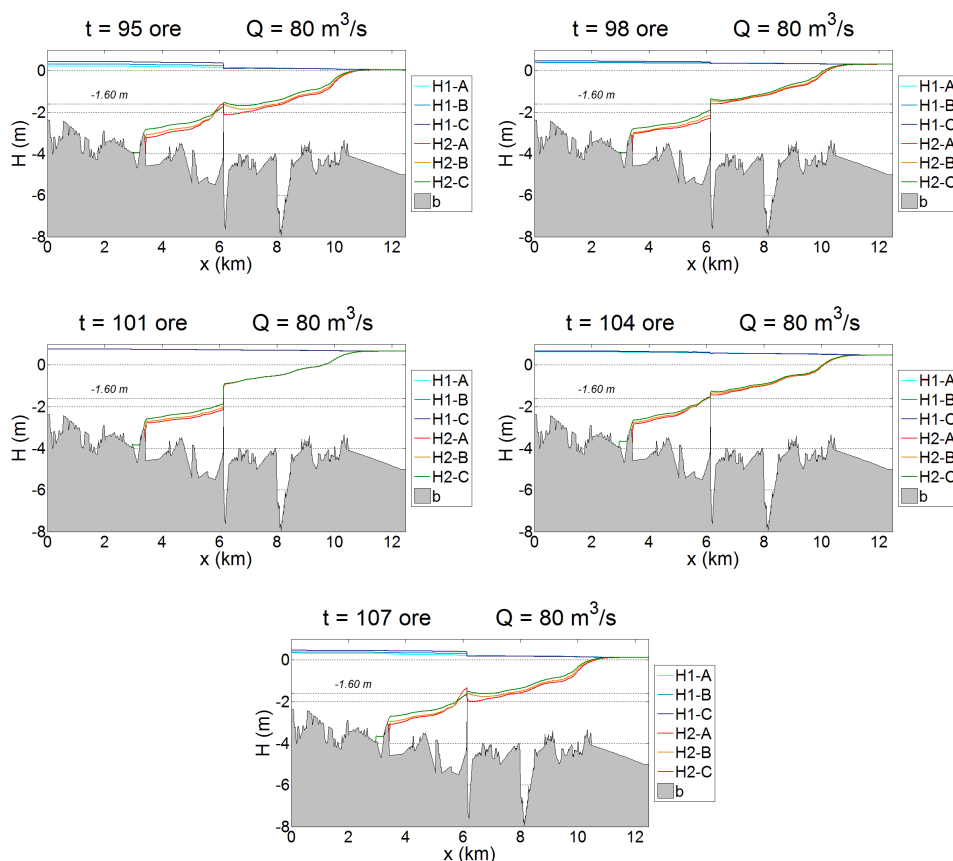 t = 95 ore Q = 80 m³/s
0
-2
-4
-6
-8
H (m)
-1.60 m
0 2 4 6 8 10 12
x (km)
H1-A
H1-B
H1-C
H2-A
H2-B
H2-C
b
t = 98 ore Q = 80 m³/s
0
-2
-4
-6
-8
H (m)
-1.60 m
0 2 4 6 8 10 12
x (km)
H1-A
H1-B
H1-C
H2-A
H2-B
H2-C
b
t = 101 ore Q = 80 m³/s
0
-2
-4
-6
-8
H (m)
-1.60 m
0 2 4 6 8 10 12
x (km)
H1-A
H1-B
H1-C
H2-A
H2-B
H2-C
b
t = 104 ore Q = 80 m³/s
0
-2
-4
-6
-8
H (m)
-1.60 m
0 2 4 6 8 10 12
x (km)
H1-A
H1-B
H1-C
H2-A
H2-B
H2-C
b
t = 107 ore Q = 80 m³/s
0
-2
-4
-6
-8
H (m)
-1.60 m
0 2 4 6 8 10 12
x (km)
H1-A
H1-B
H1-C
H2-A
H2-B
H2-C
b